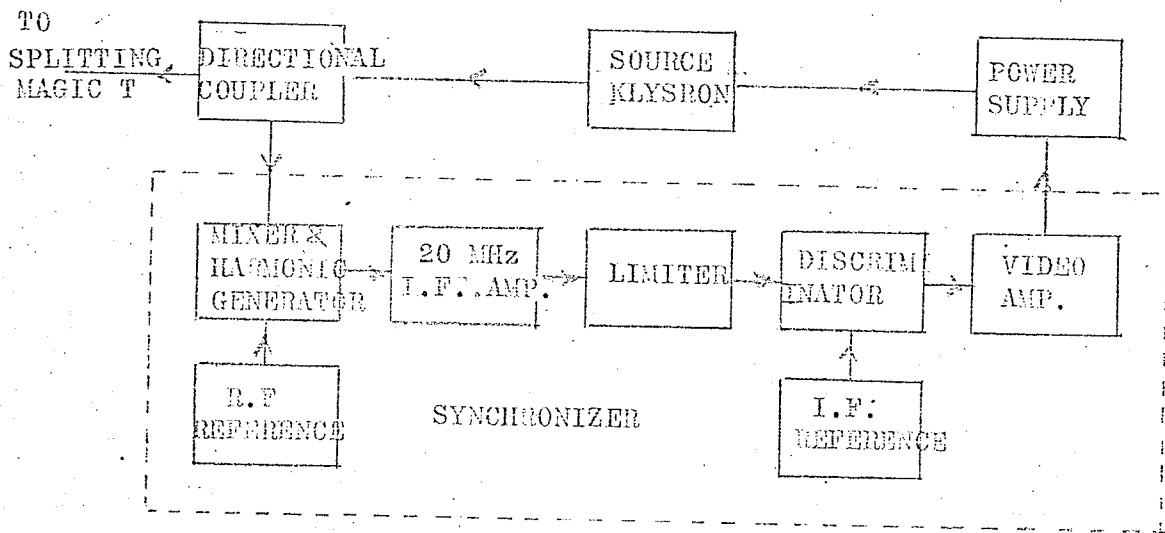 TO
SPLITTING,
MAGIC T
DIRECTIONAL
COUPLER
SOURCE
KLYSRON
POWER
SUPPLY
MIXER &
HARMONIC
GENERATOR
20 MHz
I.F. AMP.
LIMITER
DISCRIM
INATOR
VIDEO
AMP.
R.F
REFERENCE
SYNCHRONIZER
I.F.
REFERENCE